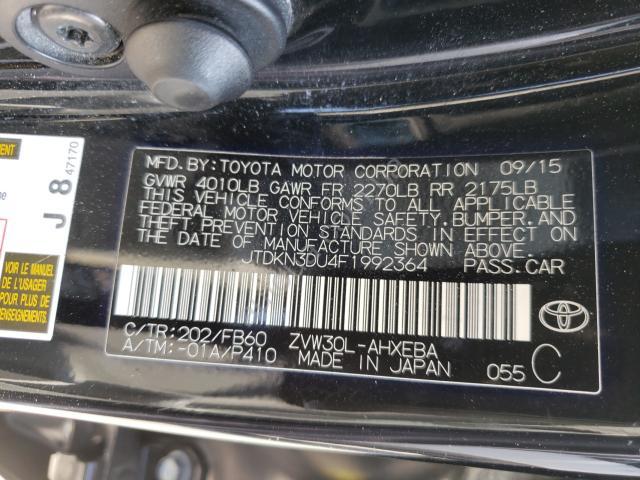 MFD.BY:TOYOTA MOTOR CORPORATION 09/15
GVWR 4010LB GAWR FR 2270LB RR 2175LB
THIS VEHICLE CONFORMS TO ALL APPLICABLE
FEDERAL MOTOR VEHICLE SAFETY,BUMPER,AND
THEFT PREVENTION STANDARDS IN EFFECT ON
THE DATE OF MANUFACTURE SHOWN ABOVE.
JTDKN3DU4F1992364 PASS.CAR
C/TR:202/FB60 ZVW30L-AHXEBA
A/TM:-01A/P410 MADE IN JAPAN 055 C
J 8 47170
VOIR LE MANUEL
DE L'USAGER
POUR PLUS DE
RENSEIGNEMENTS